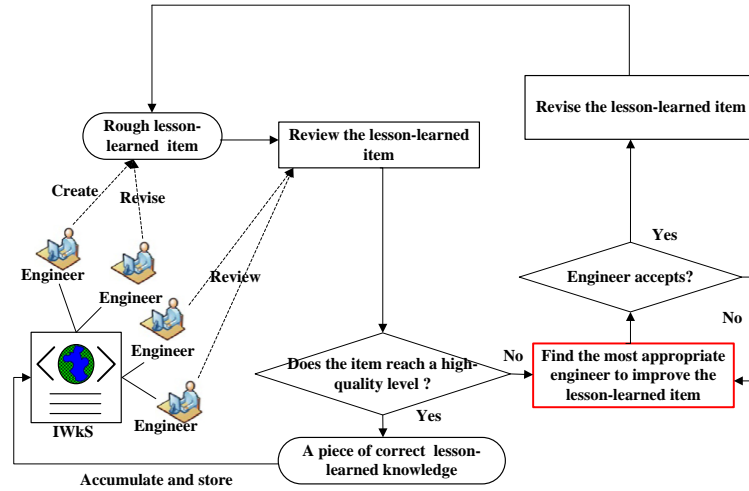 Rough lesson-
learned item
Review the lesson-learned
item
Revise the lesson-learned item
Create
Revise
Engineer
Engineer
Review
Engineer
Engineer
IWkS
Does the item reach a high-
quality level ?
No
Yes
A piece of correct lesson-
learned knowledge
Accumulate and store
Find the most appropriate
engineer to improve the
lesson-learned item
Engineer accepts?
Yes
No